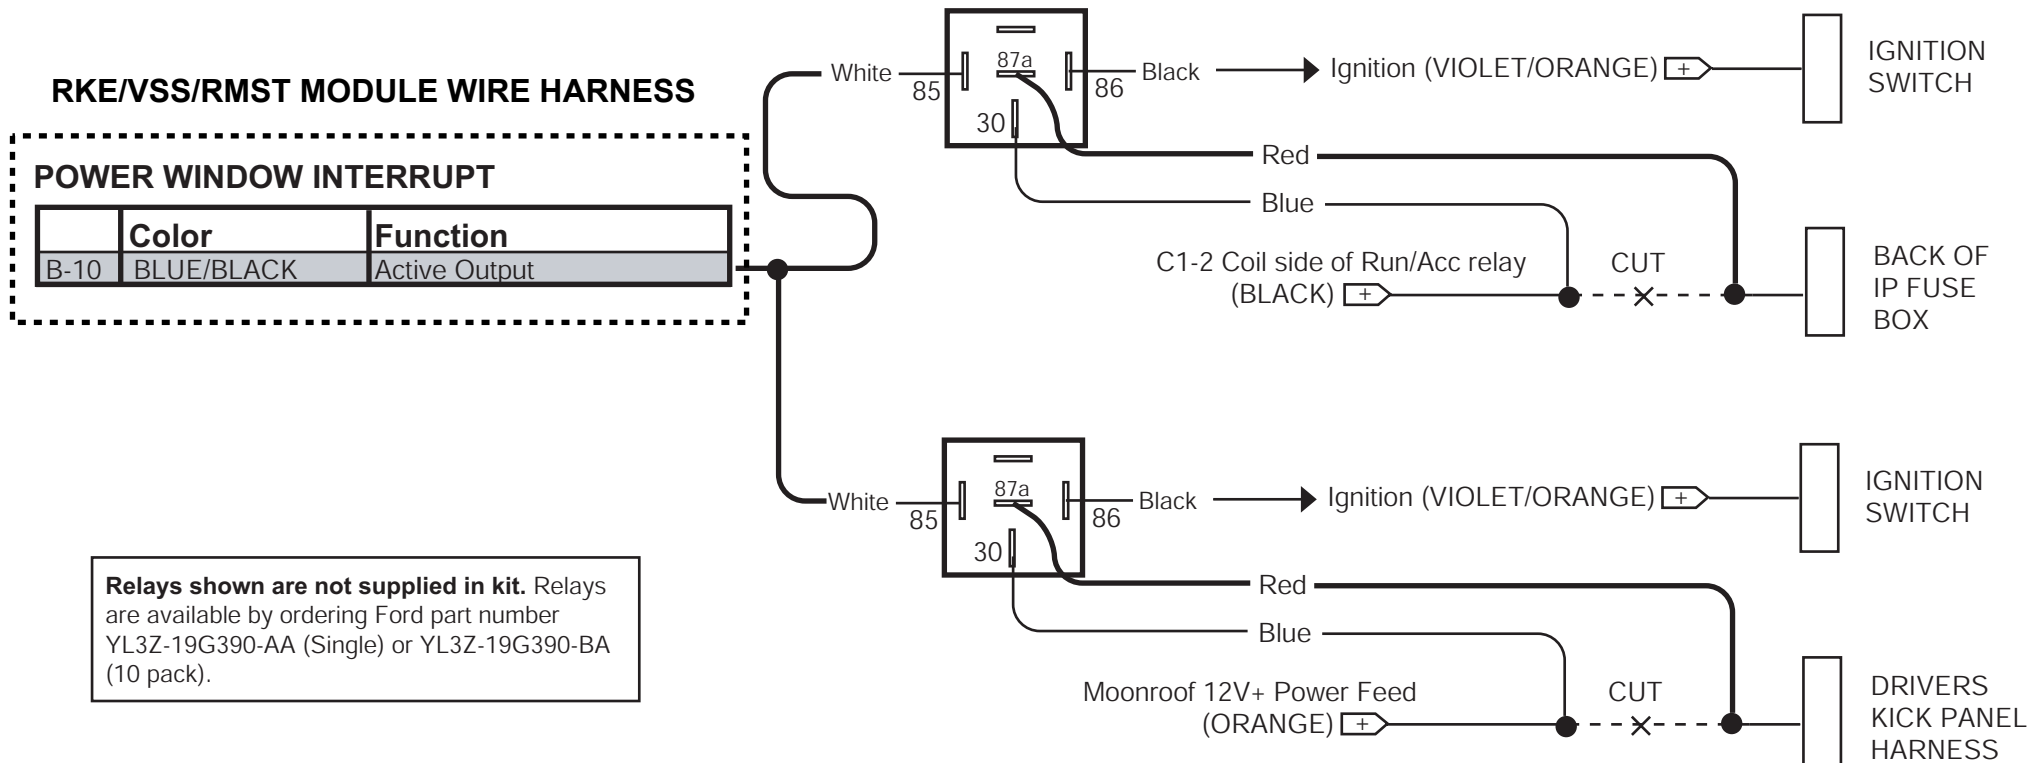 RKE/VSS/RMST MODULE WIRE HARNESS
POWER WINDOW INTERRUPT
Color Function
B-10 BLUE/BLACK Active Output
White
85
87a
30
86
Black
Ignition (VIOLET/ORANGE) +
IGNITION
SWITCH
Red
Blue
C1-2 Coil side of Run/Acc relay
(BLACK) +
CUT
BACK OF
IP FUSE
BOX
White
85
87a
30
86
Black
Ignition (VIOLET/ORANGE) +
IGNITION
SWITCH
Red
Blue
Moonroof 12V+ Power Feed
(ORANGE) +
CUT
DRIVERS
KICK PANEL
HARNESS
Relays shown are not supplied in kit. Relays
are available by ordering Ford part number
YL3Z-19G390-AA (Single) or YL3Z-19G390-BA
(10 pack).